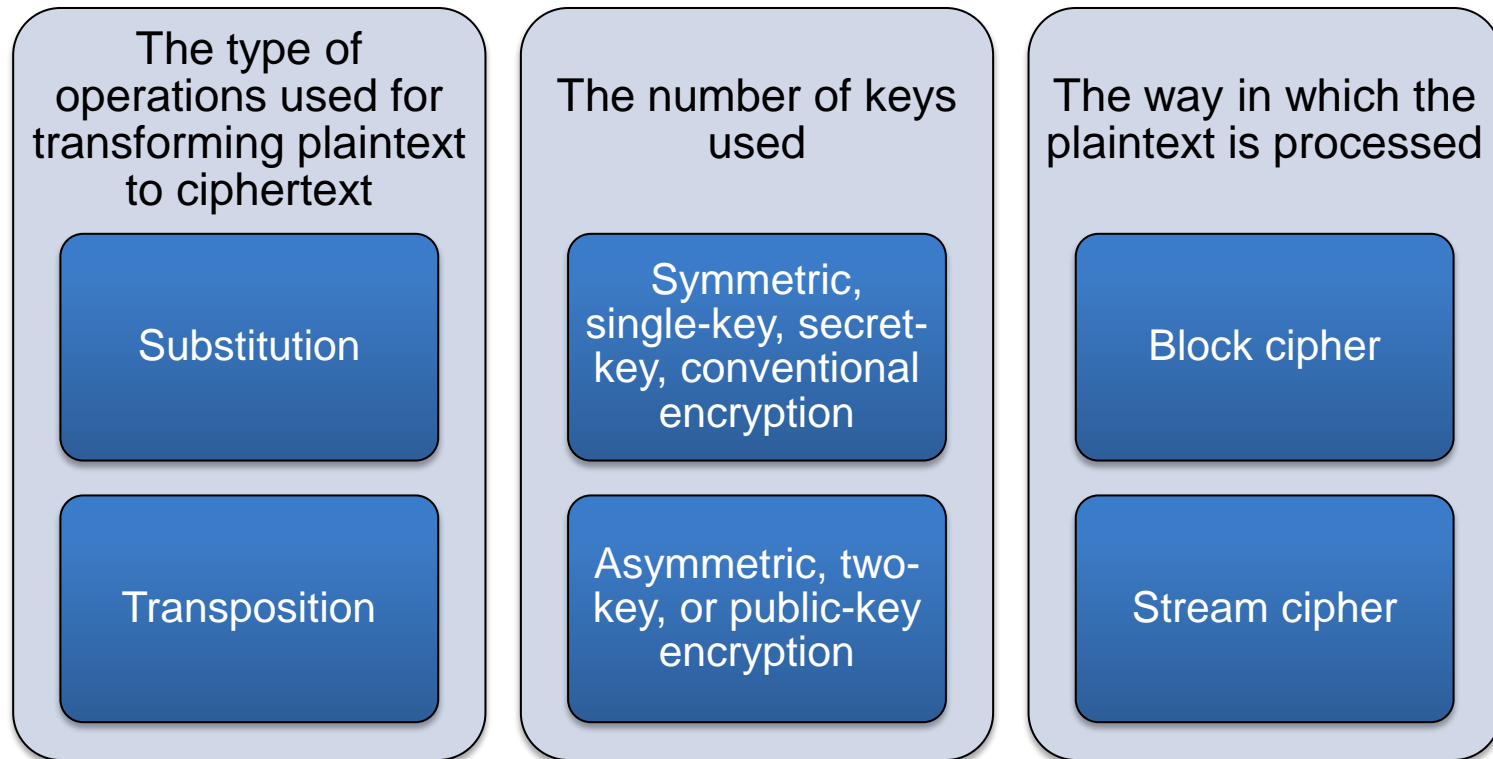 The type of
operations used for
transforming plaintext
to ciphertext
Substitution
Transposition
The number of keys
used
Symmetric,
single-key, secret-
key, conventional
encryption
Asymmetric, two-
key, or public-key
encryption
The way in which the
plaintext is processed
Block cipher
Stream cipher